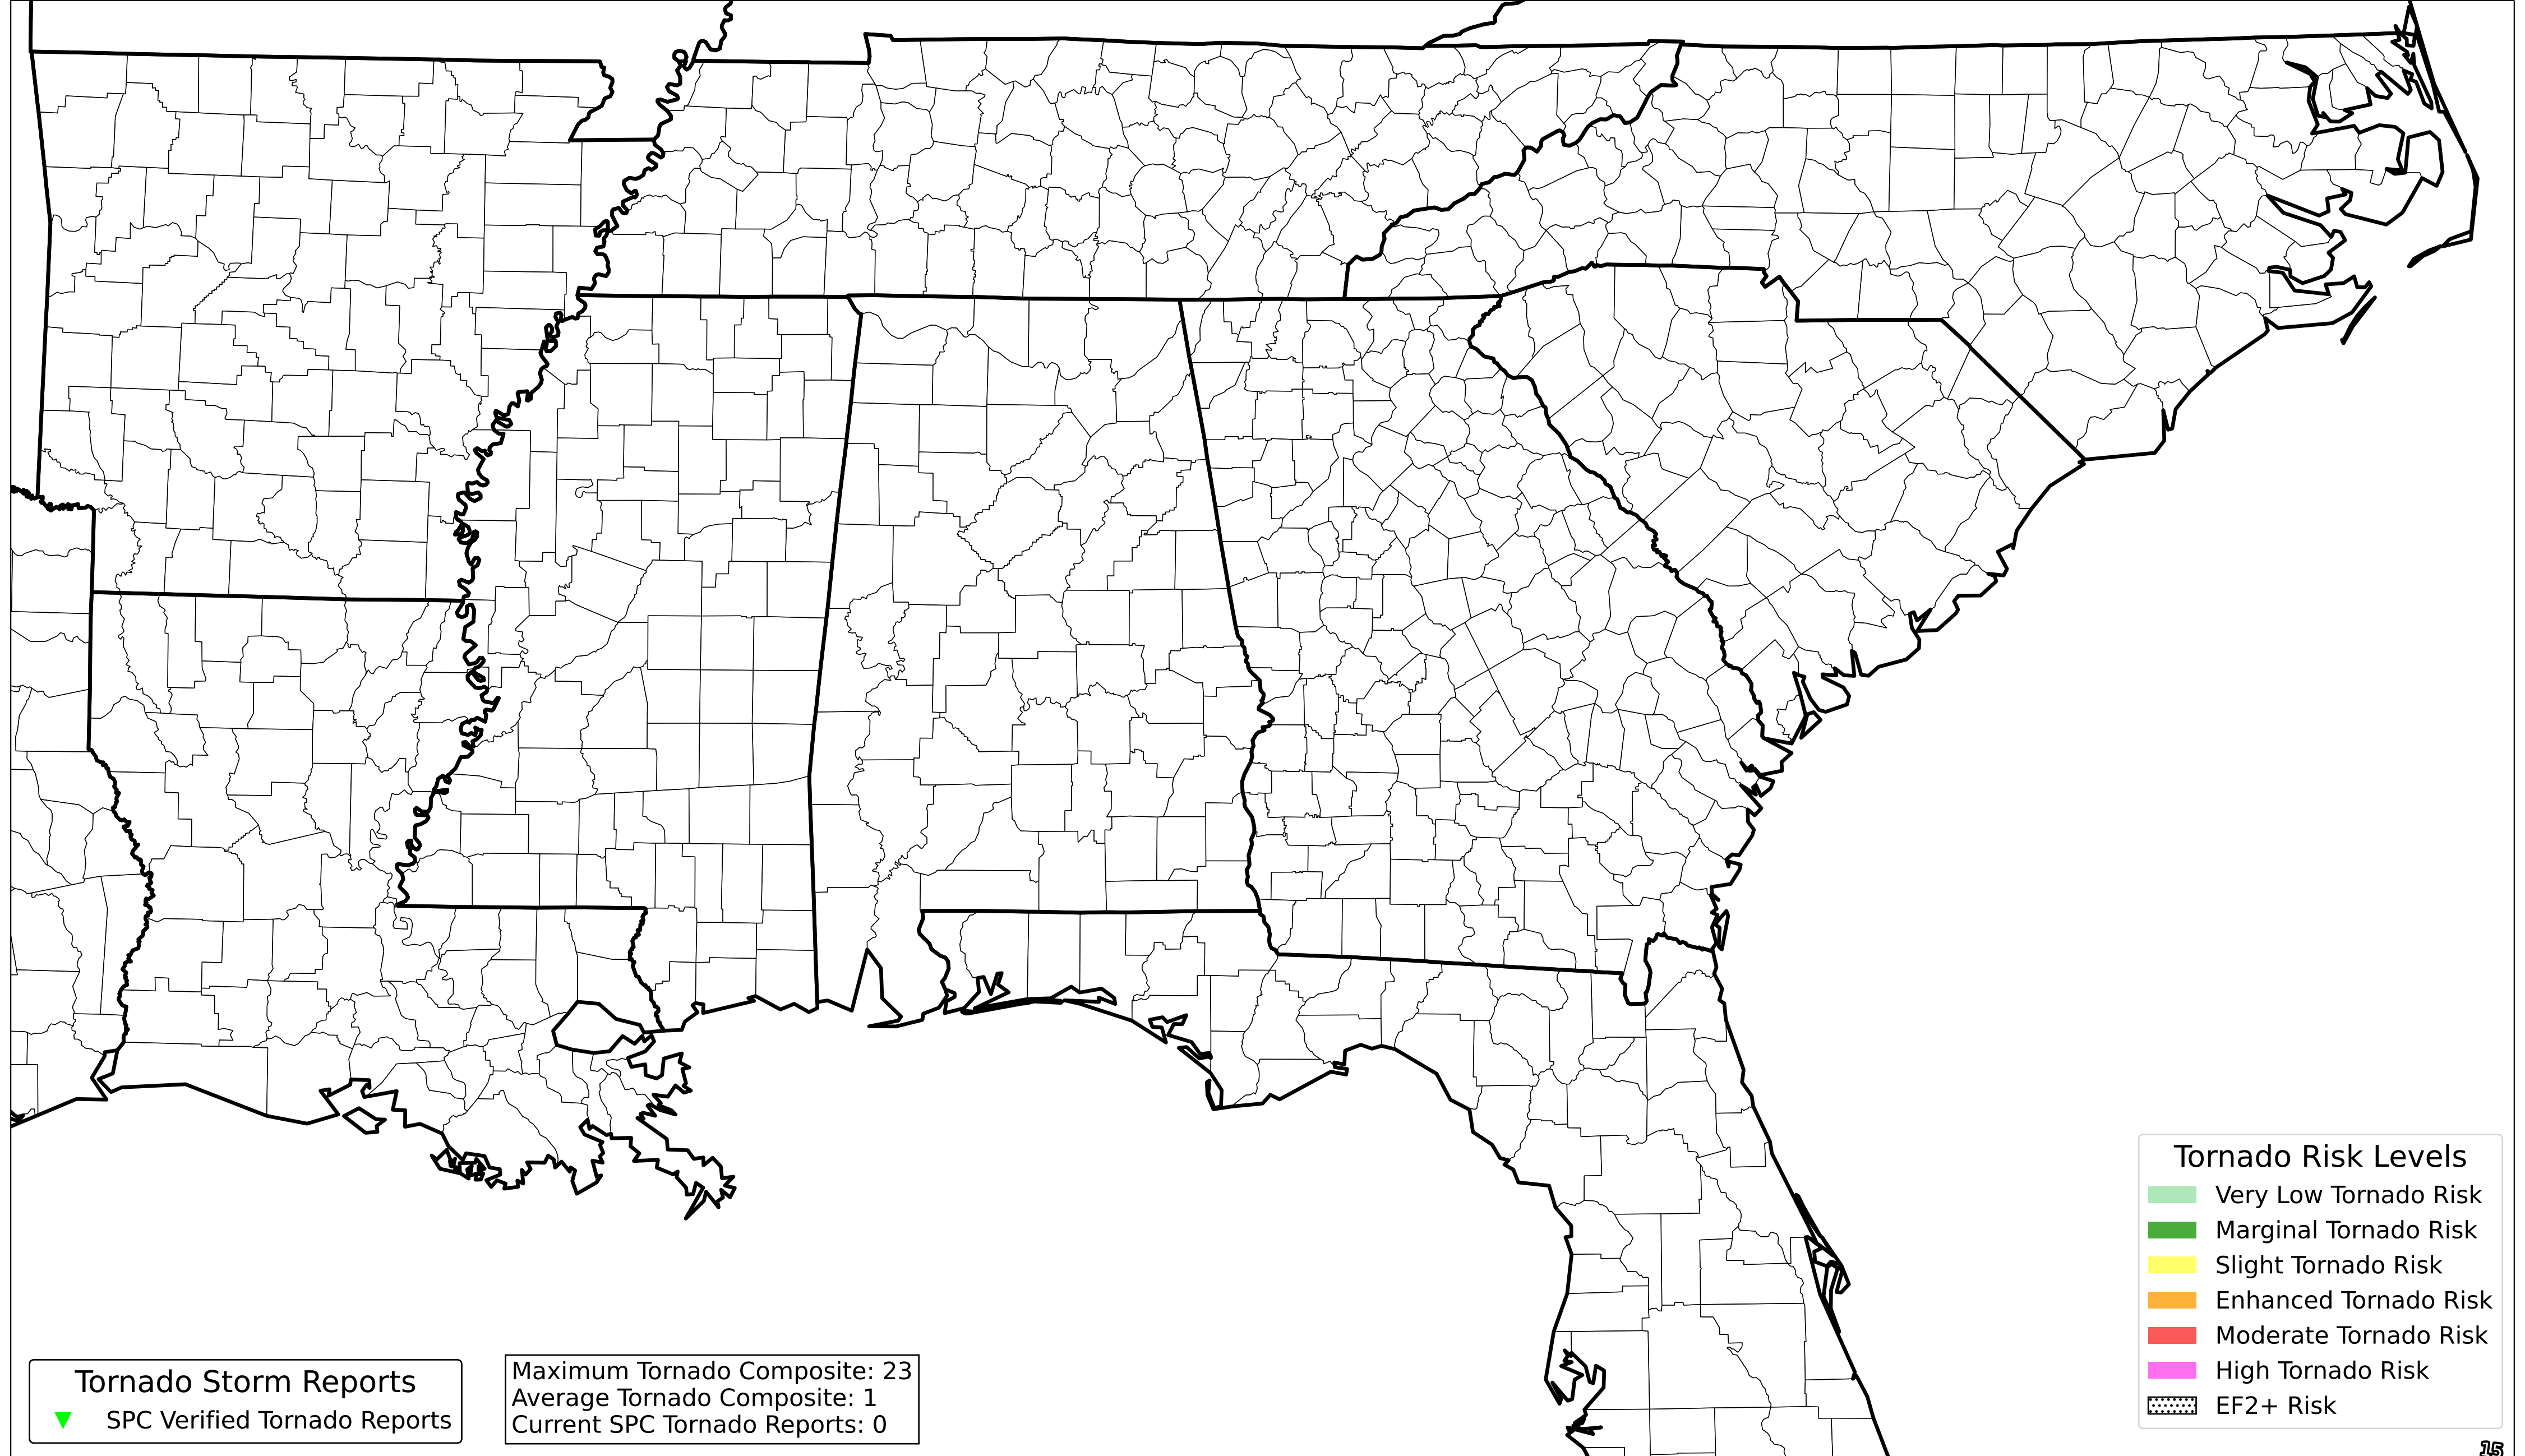 Tornado Storm Reports
SPC Verified Tornado Reports
Maximum Tornado Composite: 23
Average Tornado Composite: 1
Current SPC Tornado Reports: 0
Tornado Risk Levels
Very Low Tornado Risk
Marginal Tornado Risk
Slight Tornado Risk
Enhanced Tornado Risk
Moderate Tornado Risk
High Tornado Risk
EF2+ Risk
15